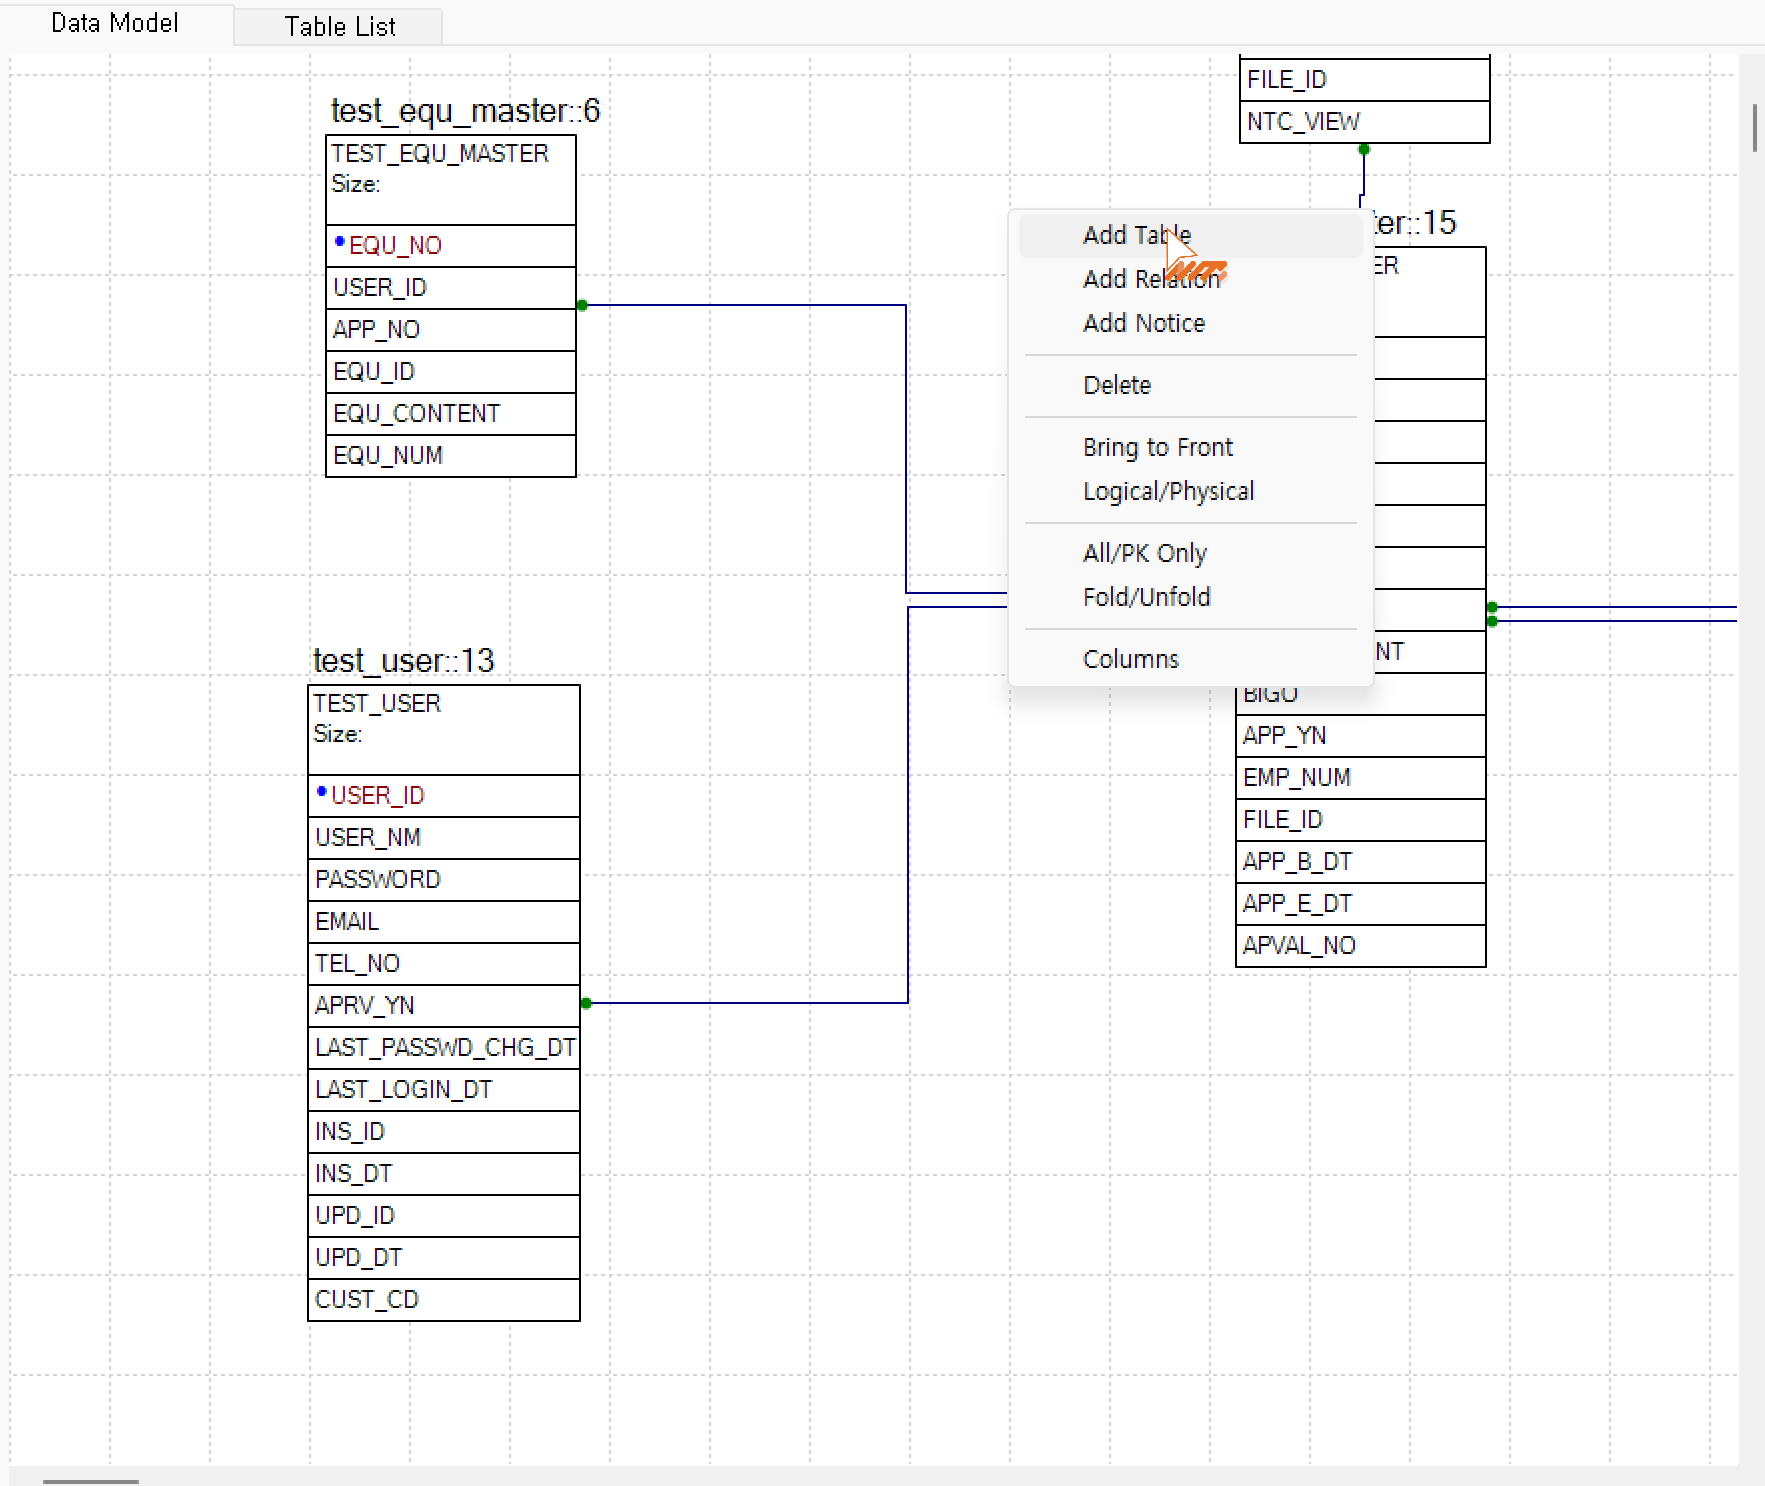 Data Model
Table List
test_equ_master::6
TEST_EQU_MASTER
Size:
EQU_NO
USER_ID
APP_NO
EQU_ID
EQU_CONTENT
EQU_NUM
test_user::13
TEST_USER
Size:
USER_ID
USER_NM
PASSWORD
EMAIL
TEL_NO
APRV_YN
LAST_PASSWD_CHG_DT
LAST_LOGIN_DT
INS_ID
INS_DT
UPD_ID
UPD_DT
CUST_CD
Add Table
Add Relation
Add Notice
Delete
Bring to Front
Logical/Physical
All/PK Only
Fold/Unfold
Columns
FILE_ID
NTC_VIEW
ter::15
ER
NT
BIGO
APP_YN
EMP_NUM
FILE_ID
APP_B_DT
APP_E_DT
APVAL_NO